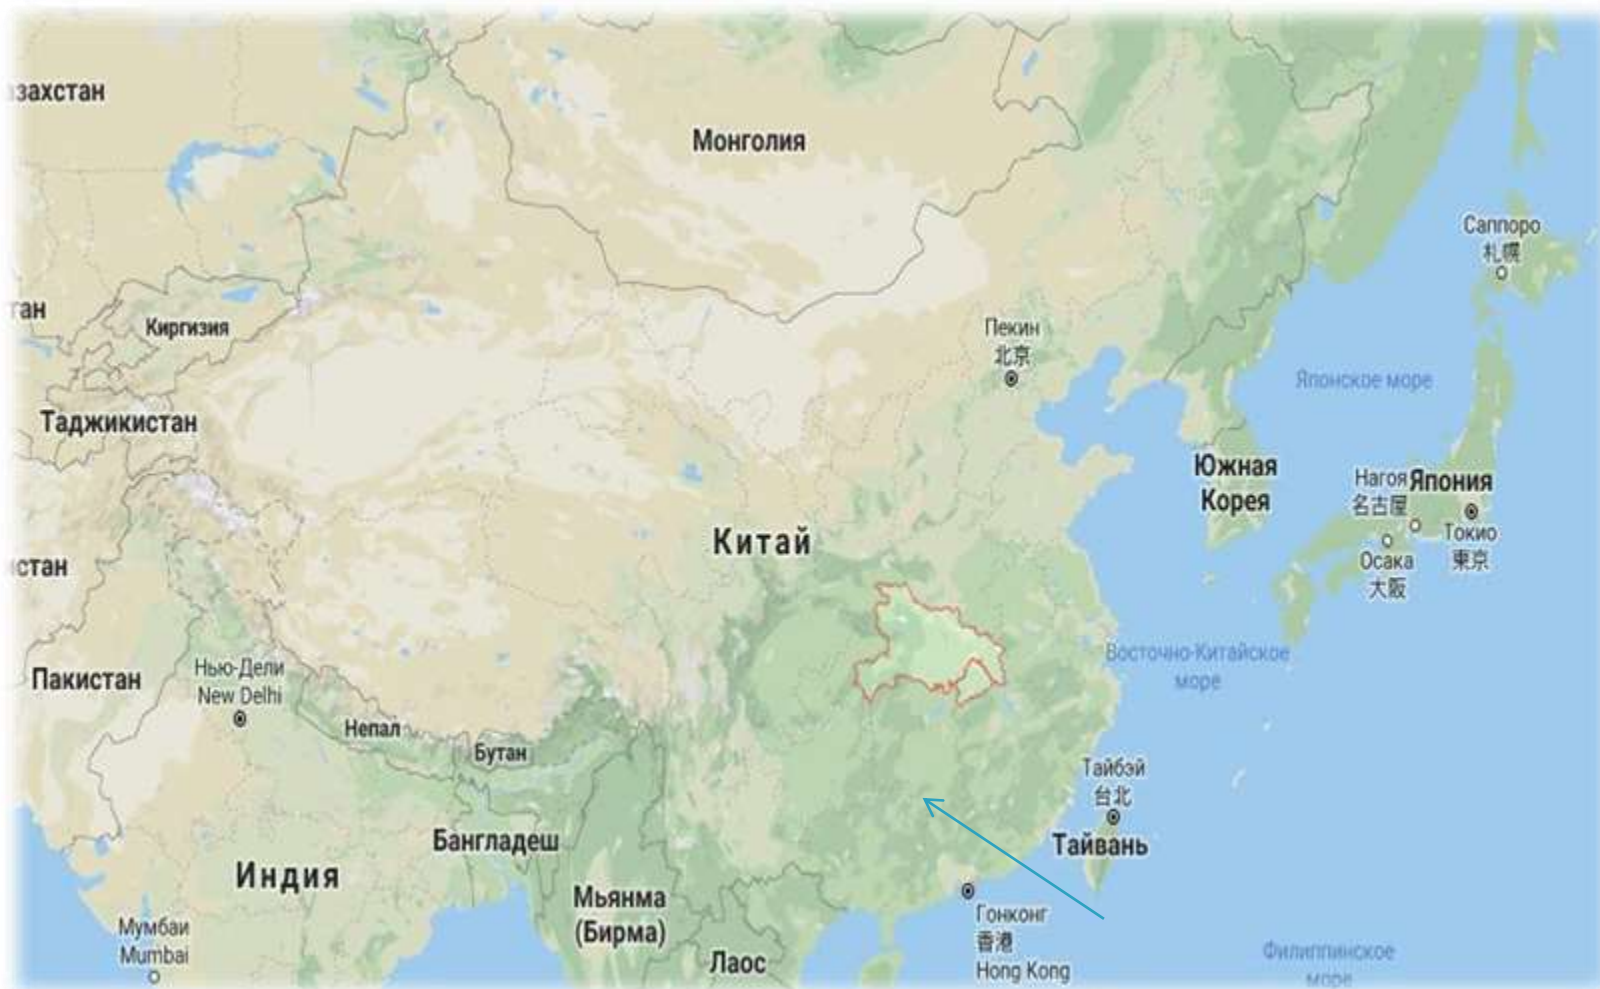 азахстан
Монголия
Саппоро
札幌
тан
Киргизия
Пекин
北京
Японское море
Таджикистан
Южная
Корея
Нагоя
名古屋
Япония
Токио
東京
Осака
大阪
Китай
стан
Восточно-Китайское
море
Пакистан
Нью-Дели
New Delhi
Непал
Бутан
Тайбэй
台北
Тайвань
Бангладеш
Индия
Мьянма
(Бирма)
Гонконг
香港
Hong Kong
Мумбаи
Mumbai
Лаос
Филиппинское
море